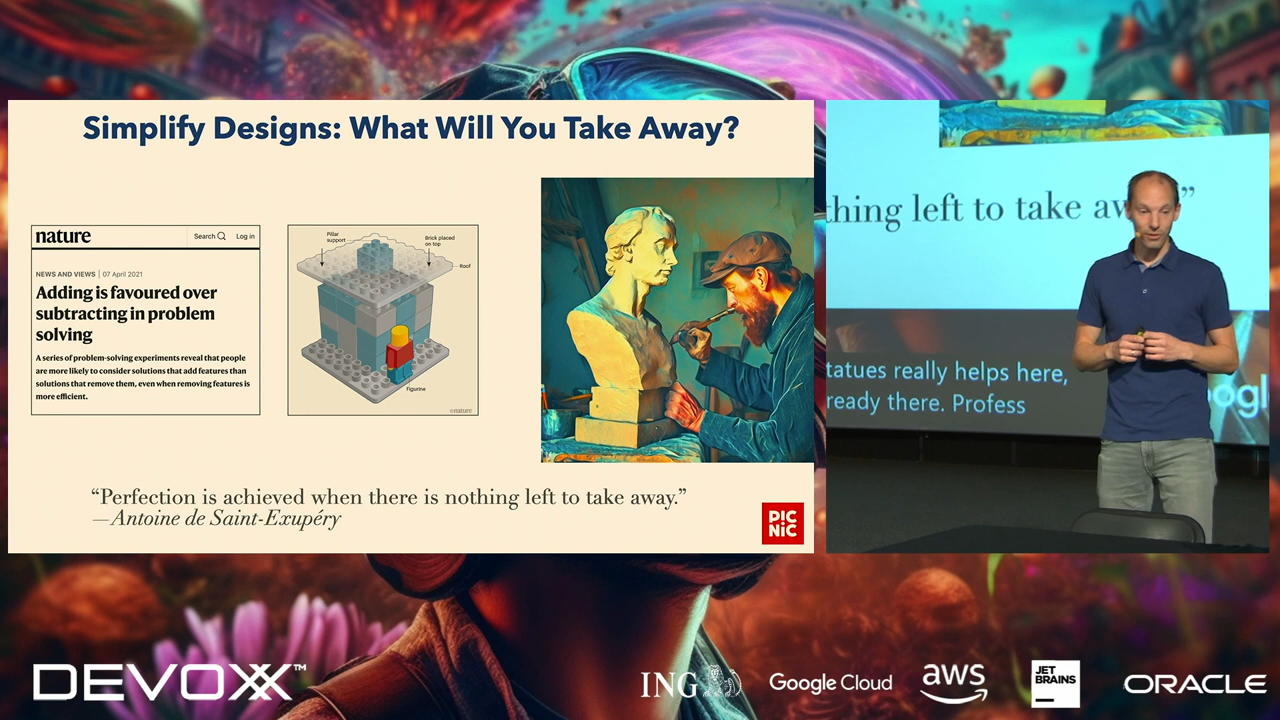 Simplify Designs: What Will You Take Away?
nature
Search
Log in
NEWS AND VIEWS | 07 April 2021
Adding is favoured over
subtracting in problem
solving
A series of problem-solving experiments reveal that people
are more likely to consider solutions that add features than
solutions that remove them, even when removing features is
more efficient.
Pillar
support
Brick placed
on top
Roof
Figurine
©nature
“Perfection is achieved when there is nothing left to take away.”
—Antoine de Saint-Exupéry
PIC
NiC
thing left to take aw
”
tatues really helps here,
ready there. Profess
oogl
DEVOXX™
ING
Google Cloud
aws
JET
BRAINS
ORACLE